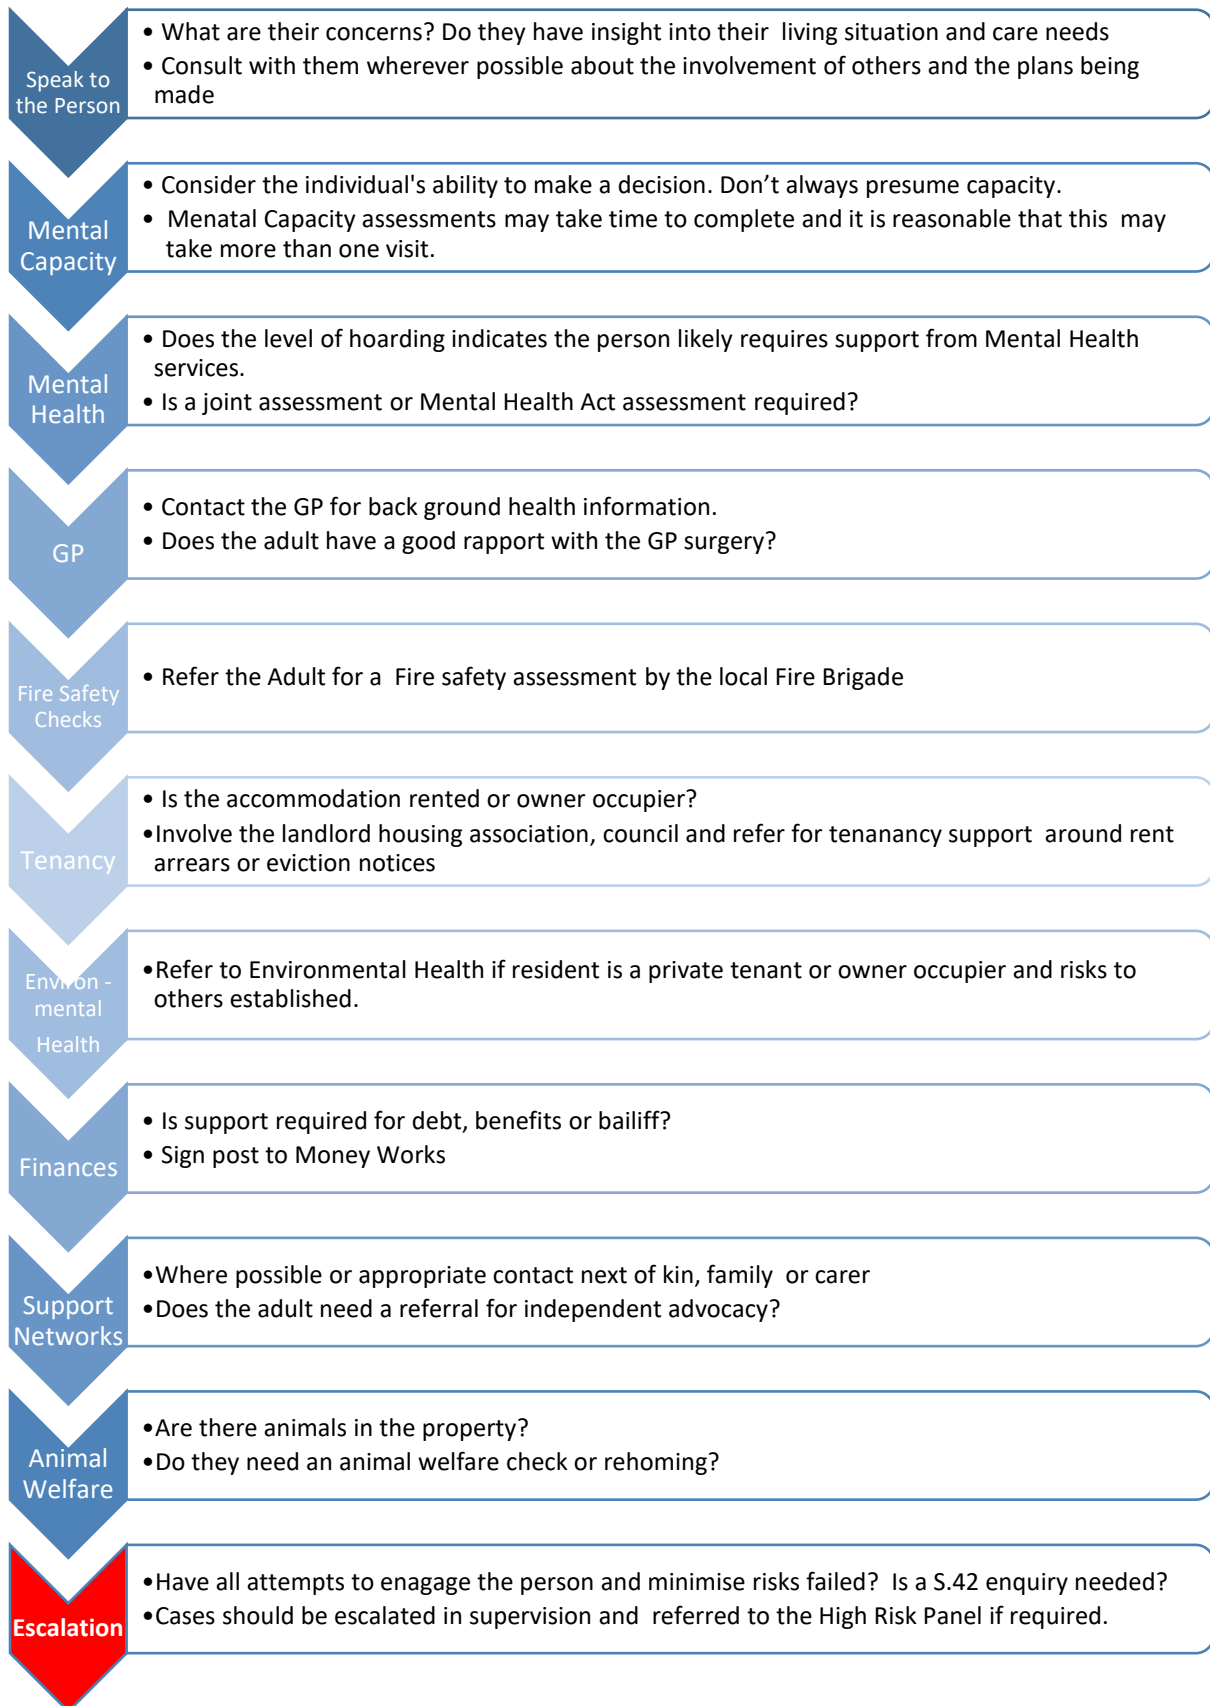 Speak to
the Person
• What are their concerns? Do they have insight into their living situation and care needs
• Consult with them wherever possible about the involvement of others and the plans being
made
Mental
Capacity
• Consider the individual's ability to make a decision. Don’t always presume capacity.
• Menatal Capacity assessments may take time to complete and it is reasonable that this may
take more than one visit.
Mental
Health
• Does the level of hoarding indicates the person likely requires support from Mental Health
services.
• Is a joint assessment or Mental Health Act assessment required?
GP
• Contact the GP for back ground health information.
• Does the adult have a good rapport with the GP surgery?
Fire Safety
Checks
• Refer the Adult for a Fire safety assessment by the local Fire Brigade
Tenancy
• Is the accommodation rented or owner occupier?
•Involve the landlord housing association, council and refer for tenanancy support around rent
arrears or eviction notices
Environ -
mental
Health
•Refer to Environmental Health if resident is a private tenant or owner occupier and risks to
others established.
Finances
• Is support required for debt, benefits or bailiff?
• Sign post to Money Works
Support
Networks
•Where possible or appropriate contact next of kin, family or carer
•Does the adult need a referral for independent advocacy?
Animal
Welfare
•Are there animals in the property?
•Do they need an animal welfare check or rehoming?
Escalation
•Have all attempts to enagage the person and minimise risks failed? Is a S.42 enquiry needed?
•Cases should be escalated in supervision and referred to the High Risk Panel if required.